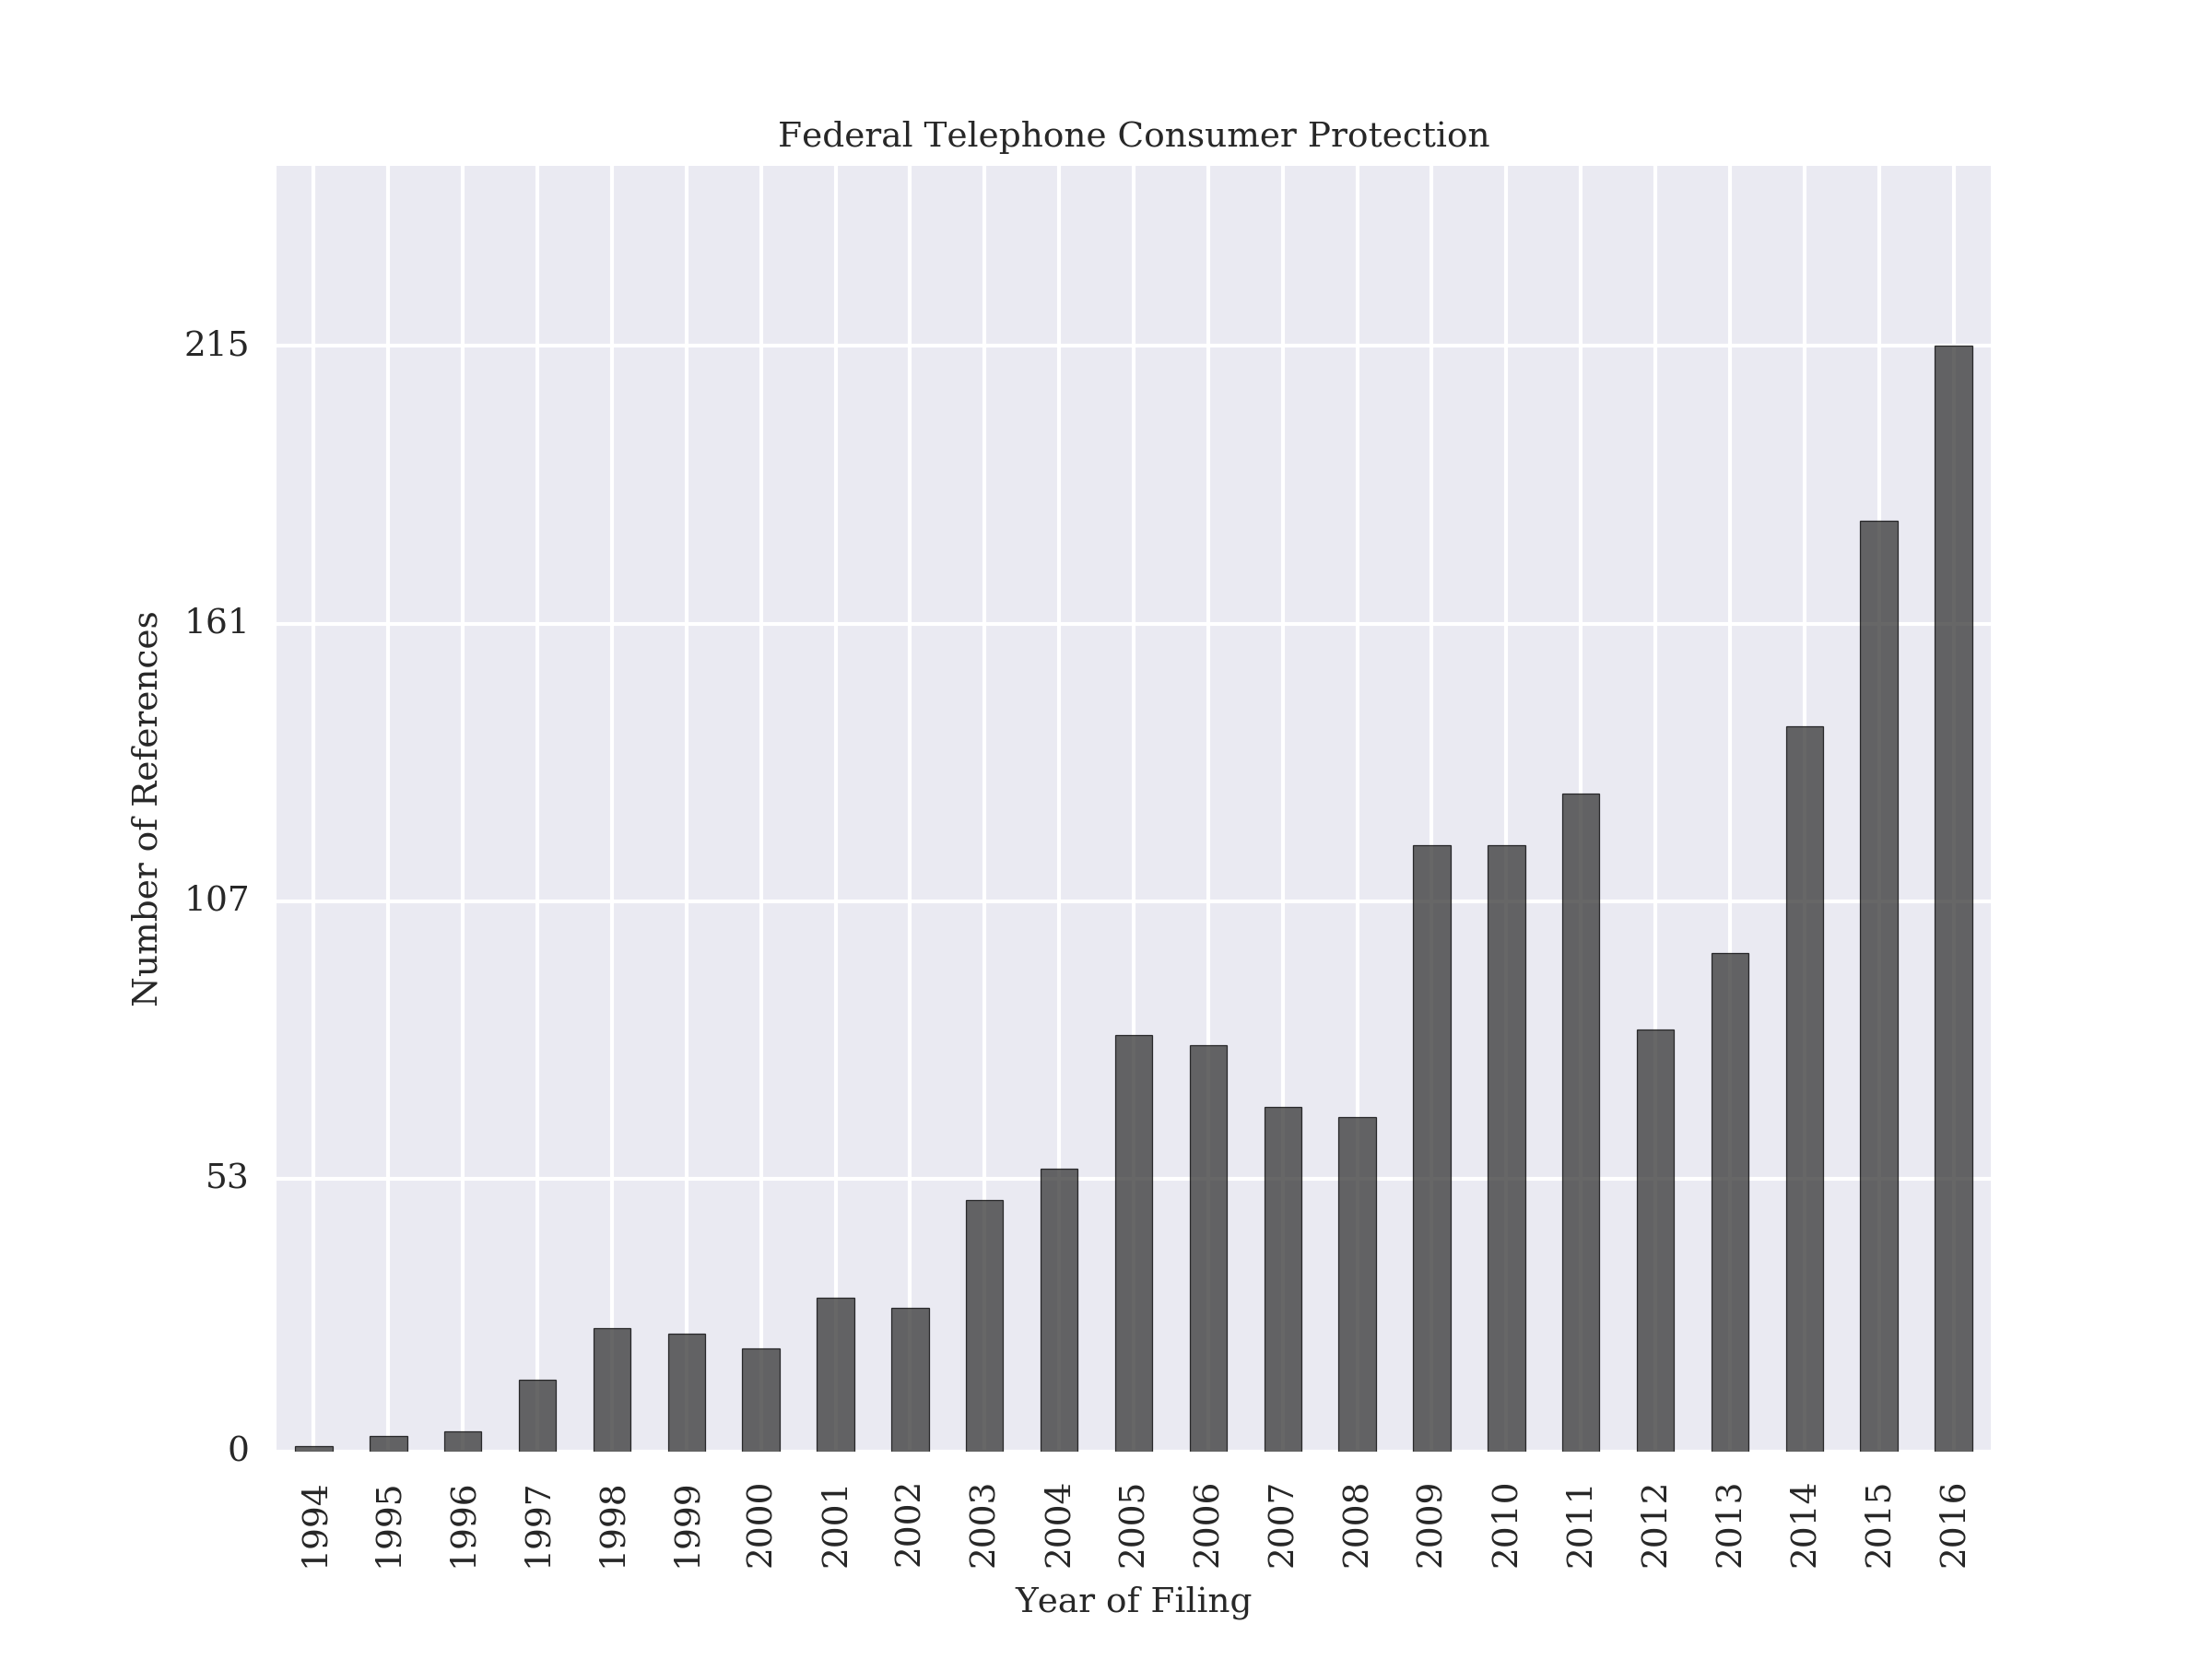 Federal Telephone Consumer Protection
215
161
107
53
0
Number of References
1994 1995 1996 1997 1998 1999 2000 2001 2002 2003 2004 2005 2006 2007 2008 2009 2010 2011 2012 2013 2014 2015 2016
Year of Filing